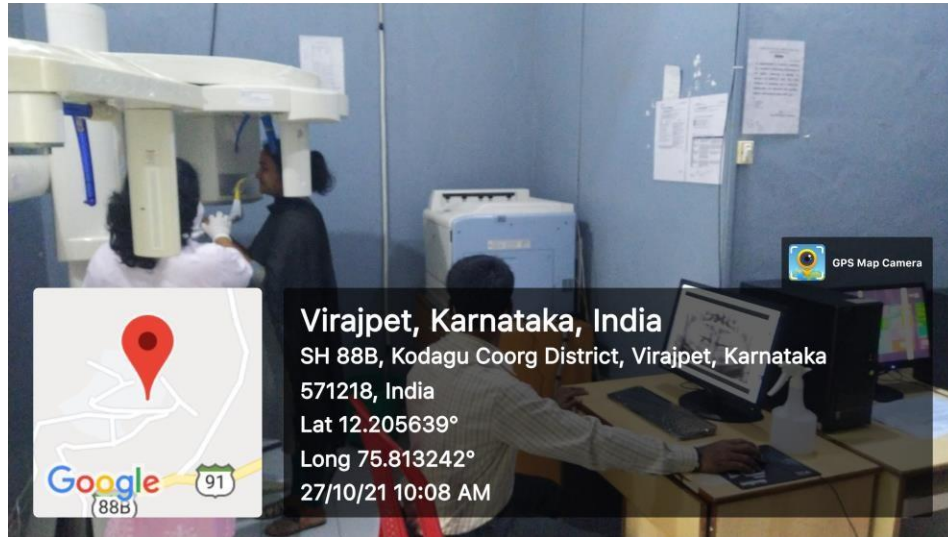 GPS Map Camera
Virajpet, Karnataka, India
SH 88B, Kodagu Coorg District, Virajpet, Karnataka
571218, India
Lat 12.205639°
Long 75.813242°
27/10/21 10:08 AM
Google
91
(88B)